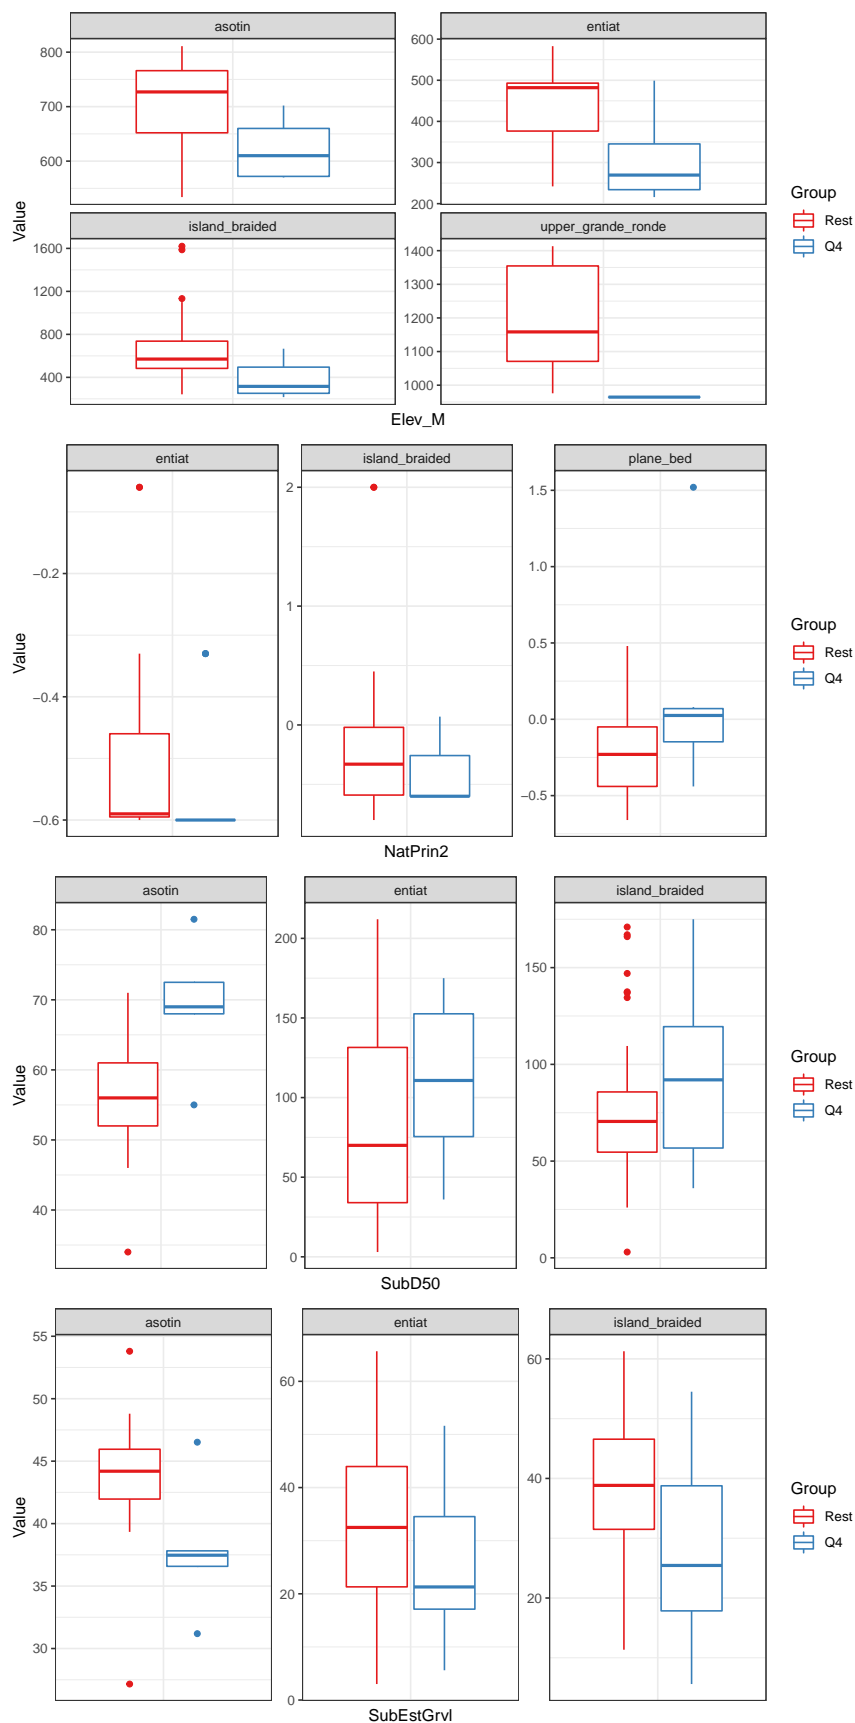 asotin
entiat
800
700
600
600
500
400
300
200
island_braided
upper_grande_ronde
1600
1200
800
400
1400
1300
1200
1100
1000
Value
Elev_M
Group
Rest
Q4
entiat
island_braided
plane_bed
−0.2
−0.4
−0.6
2
1
0
1.5
1.0
0.5
0.0
−0.5
Value
NatPrin2
Group
Rest
Q4
asotin
entiat
island_braided
80
70
60
50
40
200
150
100
50
0
150
100
50
0
Value
SubD50
Group
Rest
Q4
asotin
entiat
island_braided
55
50
45
40
35
30
60
40
20
0
60
40
20
Value
SubEstGrvl
Group
Rest
Q4